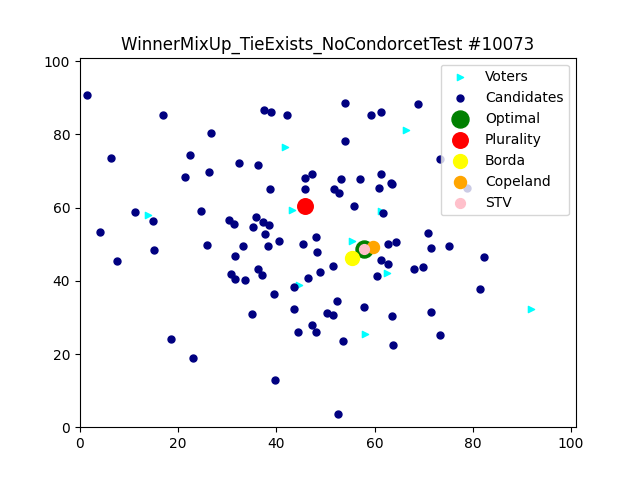 WinnerMixUp_TieExists_NoCondorcetTest #10073
100
80
60
40
20
0
0
20
40
60
80
100
Voters
Candidates
Optimal
Plurality
Borda
Copeland
STV